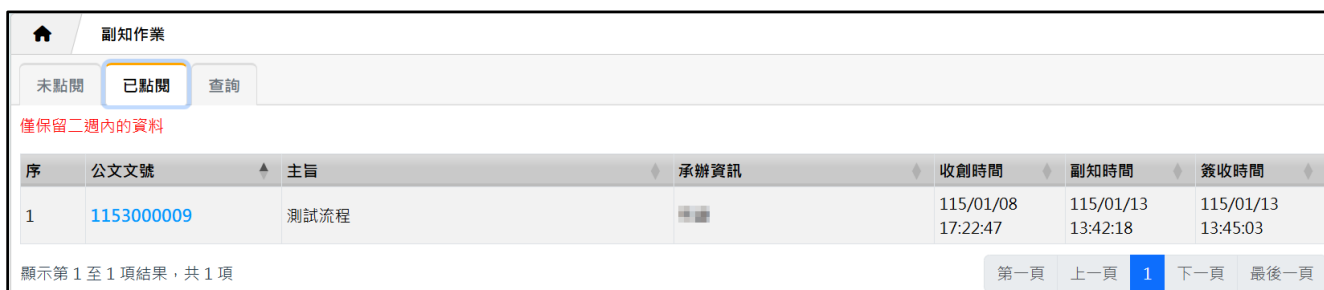 副知作業
未點閱 已點閱 查詢
僅保留二週內的資料
序 公文文號 主旨 承辦資訊 收創時間 副知時間 簽收時間
1 1153000009 測試流程 115/01/08 17:22:47 115/01/13 13:42:18 115/01/13 13:45:03
顯示第 1 至 1 項結果，共 1 項
第一頁 上一頁 1 下一頁 最後一頁